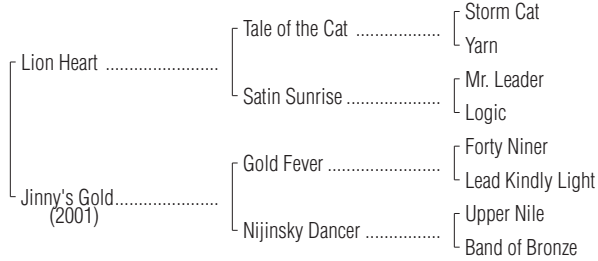 Storm Cat
Tale of the Cat ..................
Yarn
Lion Heart ........................
Mr. Leader
Satin Sunrise ....................
Logic
Forty Niner
Gold Fever ........................
Lead Kindly Light
Jinny's Gold......................
(2001)
Upper Nile
Nijinsky Dancer ................
Band of Bronze